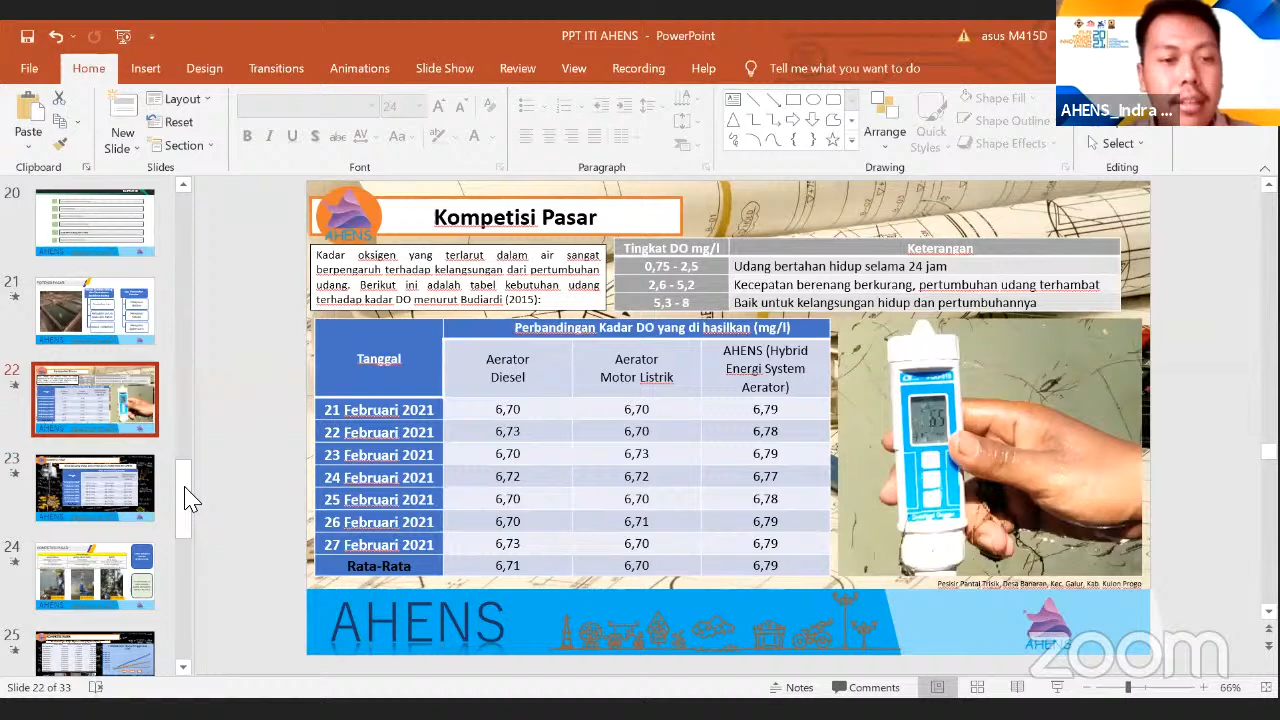 PPT ITI AHENS - PowerPoint
asus M415D
File Home Insert Design Transitions Animations Slide Show Review View Recording Help Tell me what you want to do
AHENS_Indra ...
Paste
New
Slide
Layout
Reset
Section
24
Arrange
Quick
Styles
Shape Fill
Shape Outline
Shape Effects
Select
Clipboard Slides Font Paragraph Drawing Editing
20
21
22
23
24
25
AHENS
Kompetisi Pasar
Kadar oksigen yang terlarut dalam air sangat
berpengaruh terhadap kelangsungan dari pertumbuhan
udang. Berikut ini adalah tabel kebutuhan udang
terhadap kadar DO menurut Budiardi (2015):
Tingkat DO mg/l Keterangan
0,75 - 2,5 Udang bertahan hidup selama 24 jam
2,6 - 5,2 Kecepatan berenang berkurang, pertumbuhan udang terhambat
5,3 - 8 Baik untuk kelangsungan hidup dan pertumbuhannya
Tanggal
Perbandingan Kadar DO yang di hasilkan (mg/l)
Aerator
Diesel
Aerator
Motor Listrik
AHENS (Hybrid
Energi System
Aerator)
21 Februari 2021 6,70 6,70 6,79
22 Februari 2021 6,73 6,70 6,78
23 Februari 2021 6,70 6,73 6,79
24 Februari 2021 6,70 6,72 6,77
25 Februari 2021 6,70 6,70 6,78
26 Februari 2021 6,70 6,71 6,79
27 Februari 2021 6,73 6,70 6,79
Rata-Rata 6,71 6,70 6,79
Pesisir Pantai Trisik, Desa Banaran, Kec. Galur, Kab. Kulon Progo
AHENS
AHENS
zoom
Slide 22 of 33
Notes
Comments
66%